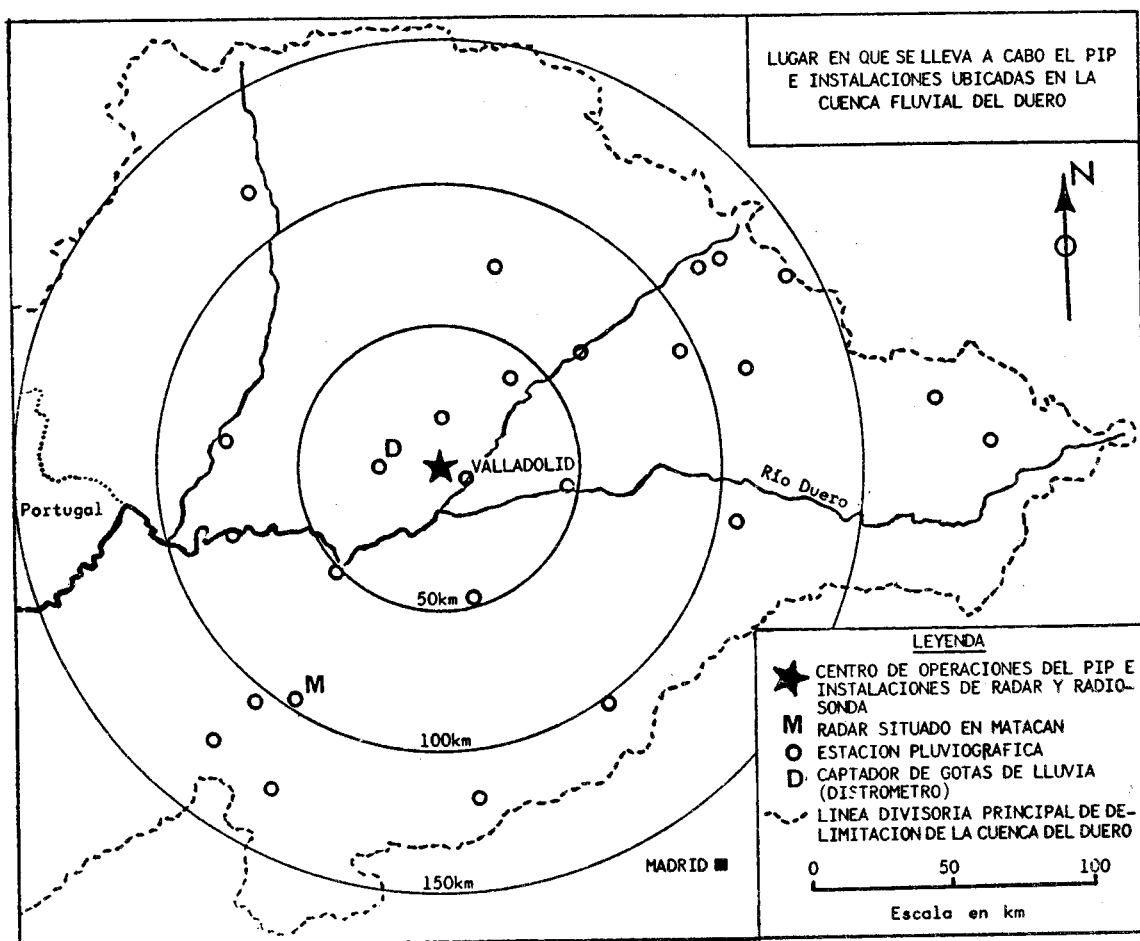 LUGAR EN QUE SE LLEVA A CABO EL PIP
E INSTALACIONES UBICADAS EN LA
CUENCA FLUVIAL DEL DUERO
N
D
VALLADOLID
Río Duero
Portugal
50km
M
100km
150km
MADRID
LEYENDA
CENTRO DE OPERACIONES DEL PIP E
INSTALACIONES DE RADAR Y RADIO-
SONDA
M RADAR SITUADO EN MATACAN
ESTACION PLUVIOGRAFICA
D CAPTADOR DE GOTAS DE LLUVIA
(DISTROMETRO)
LINEA DIVISORIA PRINCIPAL DE DE-
LIMITACION DE LA CUENCA DEL DUERO
0 50 100
Escala en km